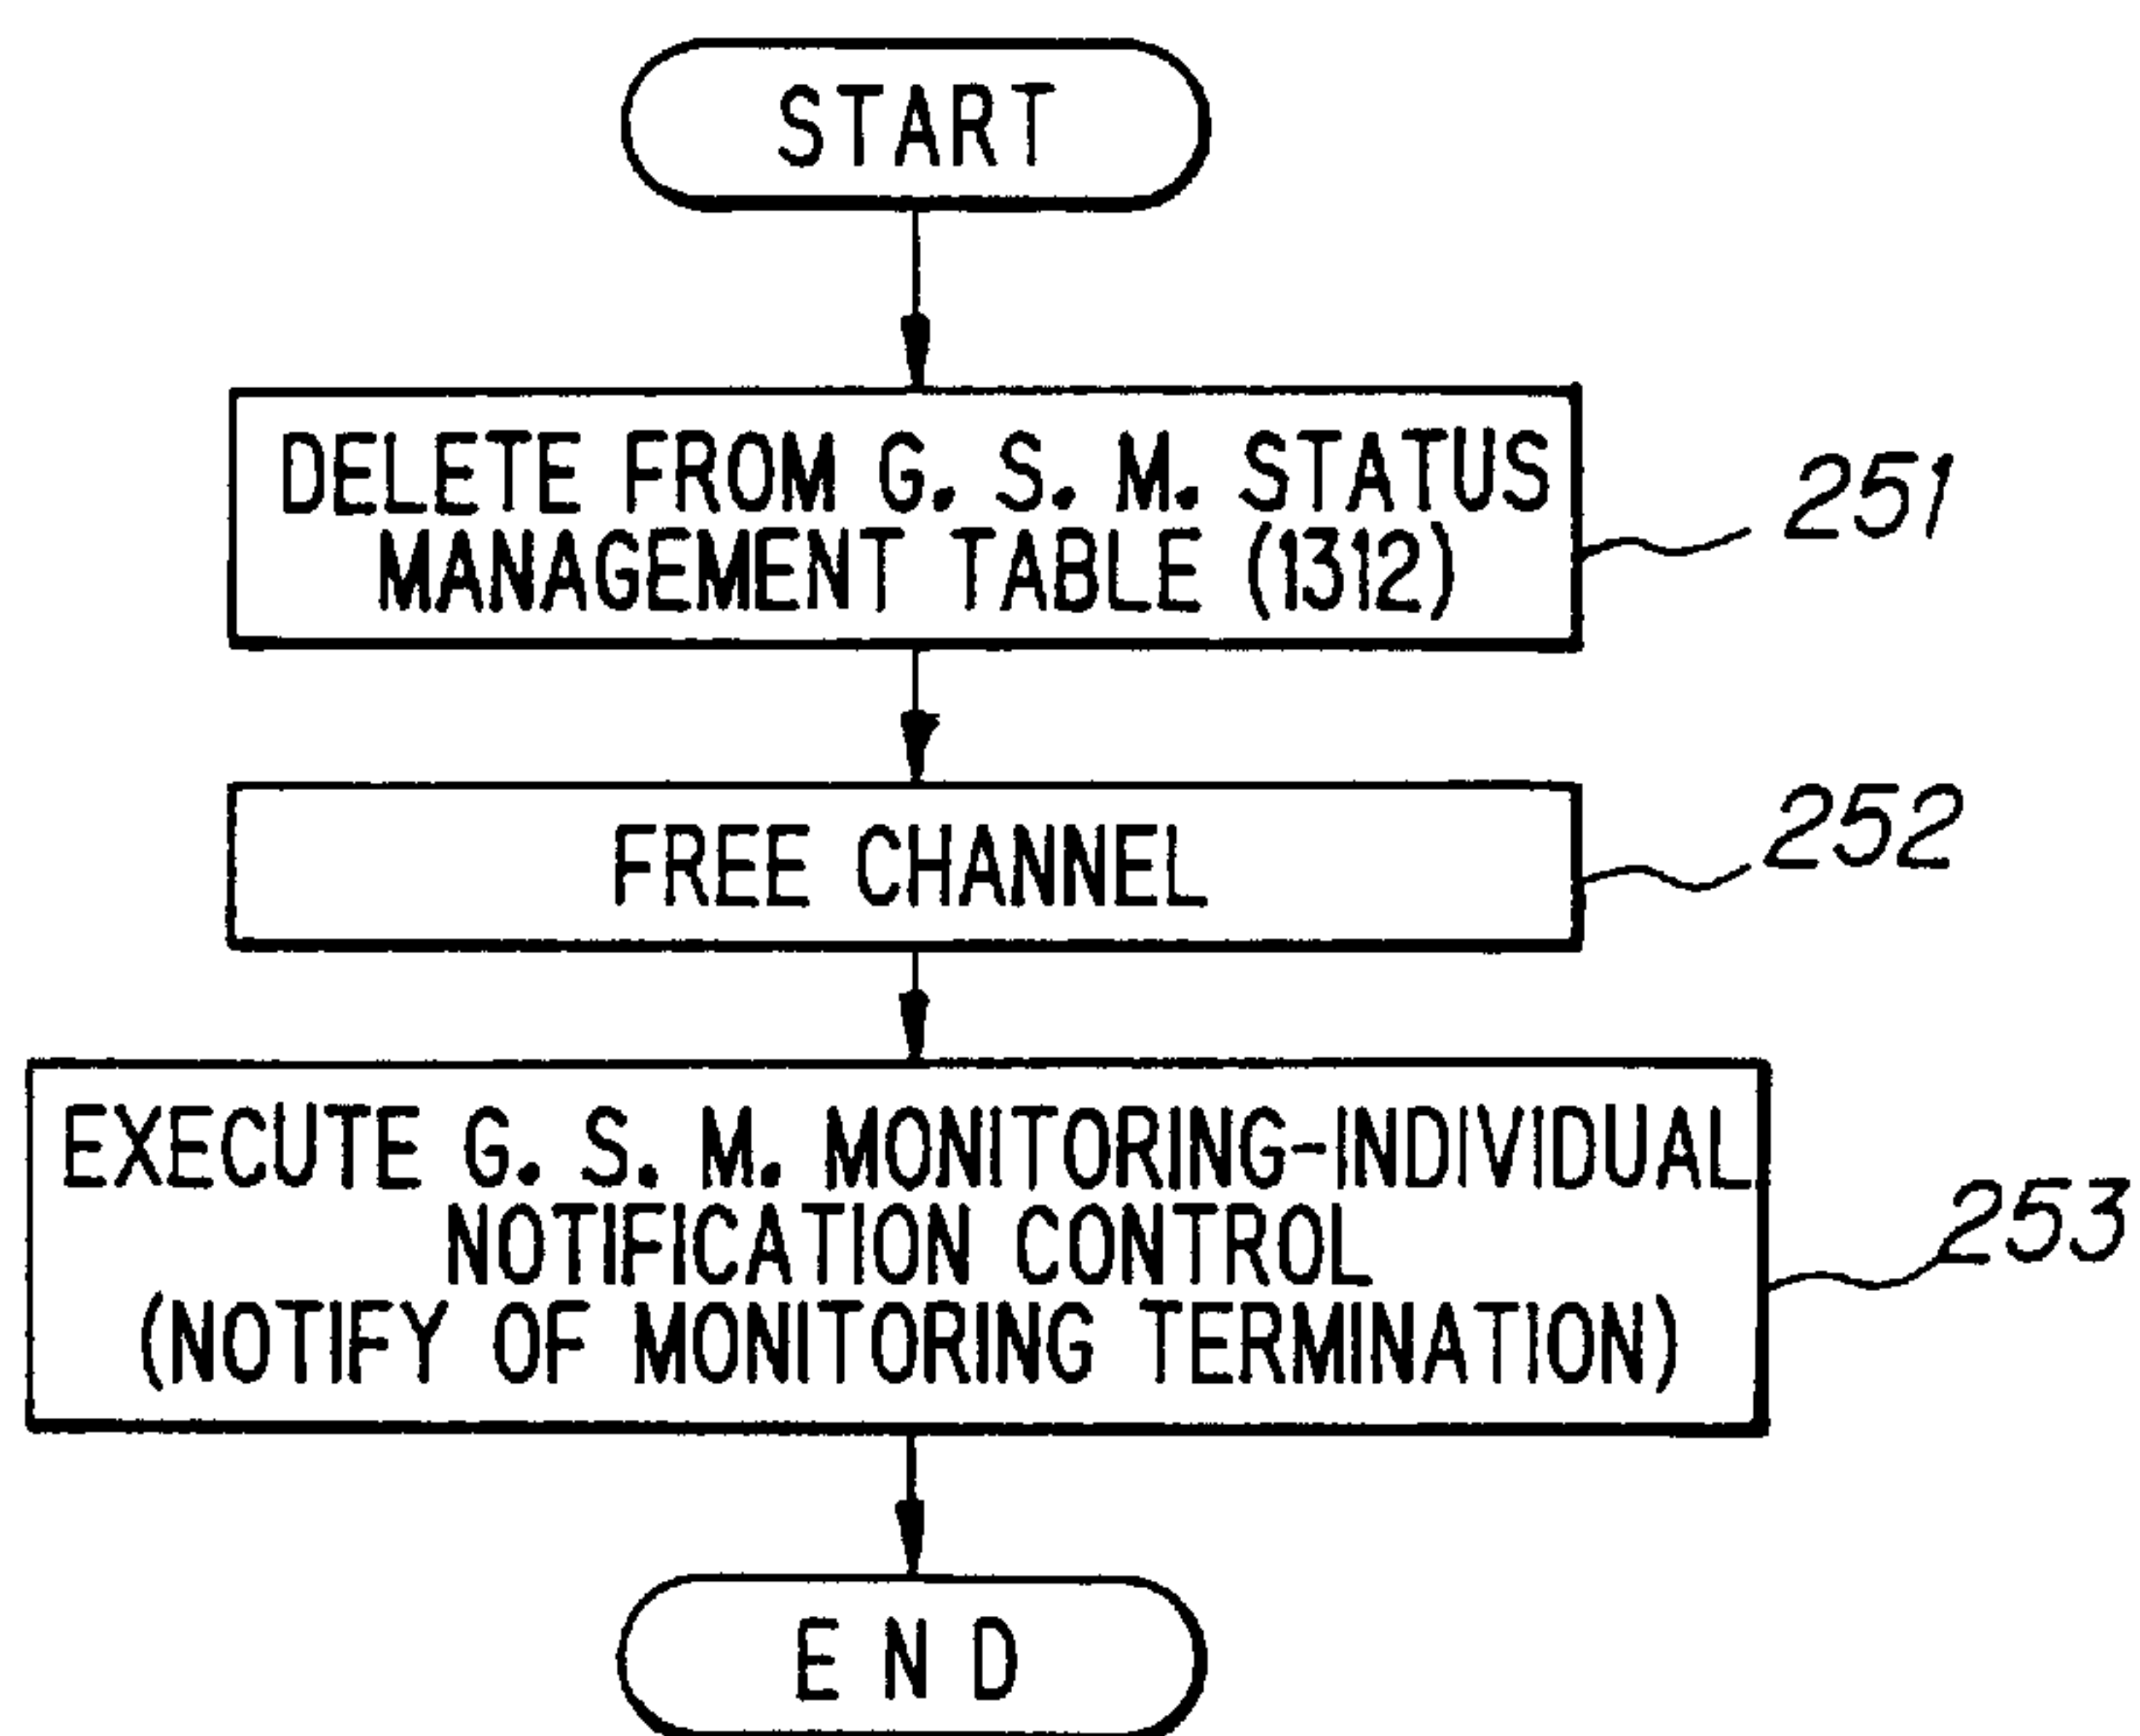 START
DELETE FROM G. S. M. STATUS
MANAGEMENT TABLE (1312)
251
FREE CHANNEL
252
EXECUTE G. S. M. MONITORING-INDIVIDUAL
NOTIFICATION CONTROL
(NOTIFY OF MONITORING TERMINATION)
253
END